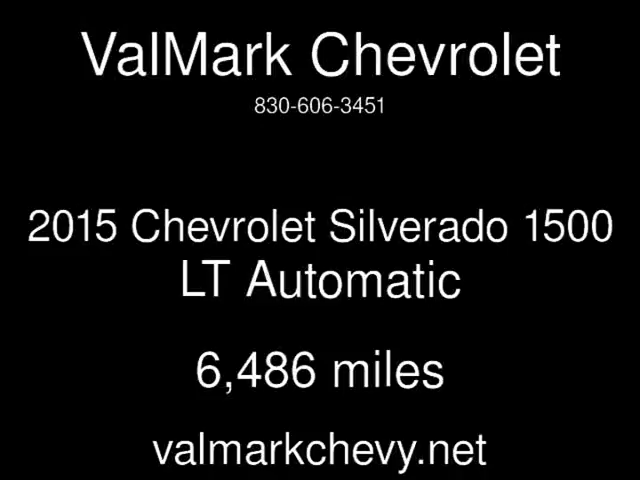 ValMark Chevrolet
830-606-3451
2015 Chevrolet Silverado 1500
LT Automatic
6,486 miles
valmarkchevy.net